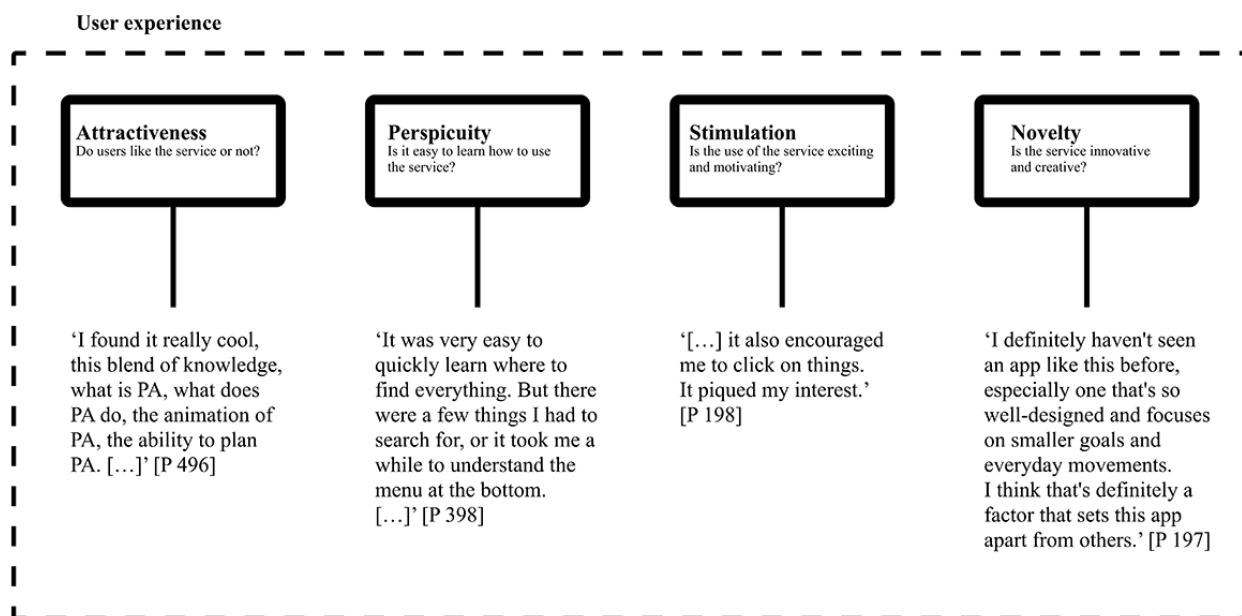 User experience
Attractiveness
Do users like the service or not?
Perspicuity
Is it easy to learn how to use
the service?
Stimulation
Is the use of the service exciting
and motivating?
Novelty
Is the service innovative
and creative?
‘I found it really cool,
this blend of knowledge,
what is PA, what does
PA do, the animation of
PA, the ability to plan
PA. […]’ [P 496]
‘It was very easy to
quickly learn where to
find everything. But there
were a few things I had to
search for, or it took me a
while to understand the
menu at the bottom.
[…]’ [P 398]
‘[…] it also encouraged
me to click on things.
It piqued my interest.’
[P 198]
‘I definitely haven't seen
an app like this before,
especially one that's so
well-designed and focuses
on smaller goals and
everyday movements.
I think that's definitely a
factor that sets this app
apart from others.’ [P 197]